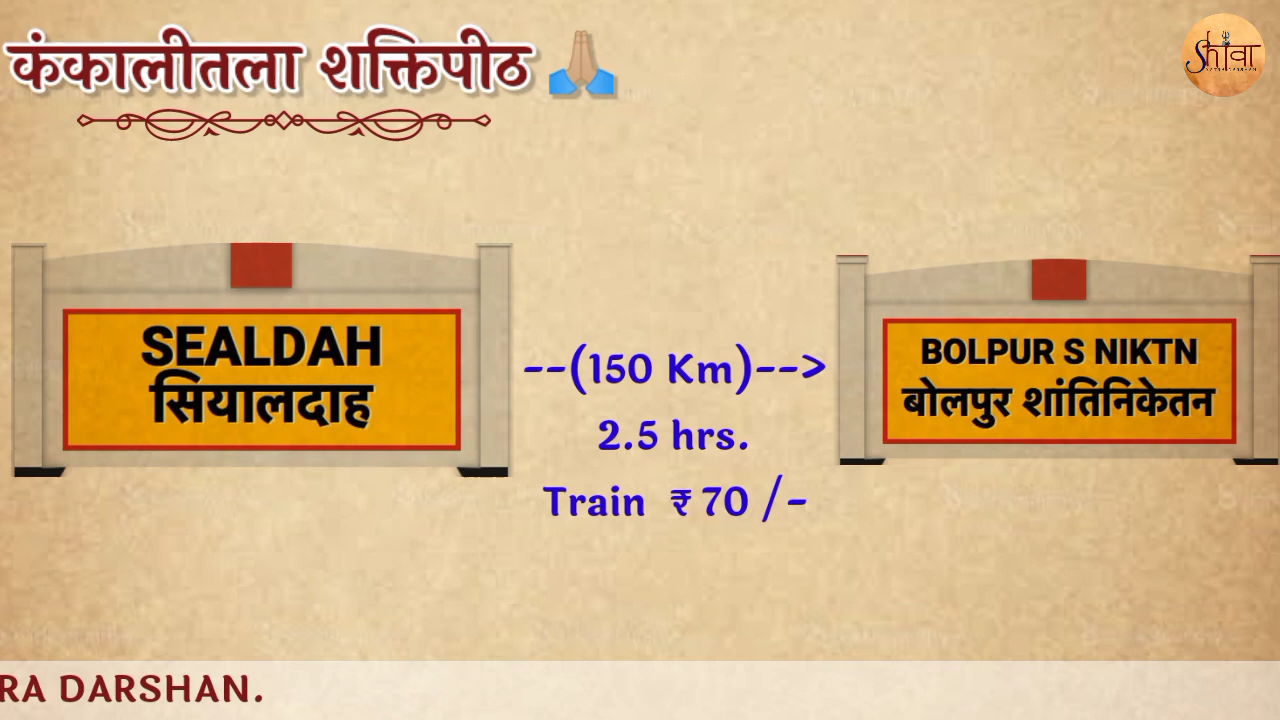 कंकालीतला शक्तिपीठ 🙏
शिवा
SEALDAH
सियालदाह
--(150 Km)-->
2.5 hrs.
Train ₹ 70 /-
BOLPUR S NIKTN
बोलपुर शांतिनिकेतन
RA DARSHAN.